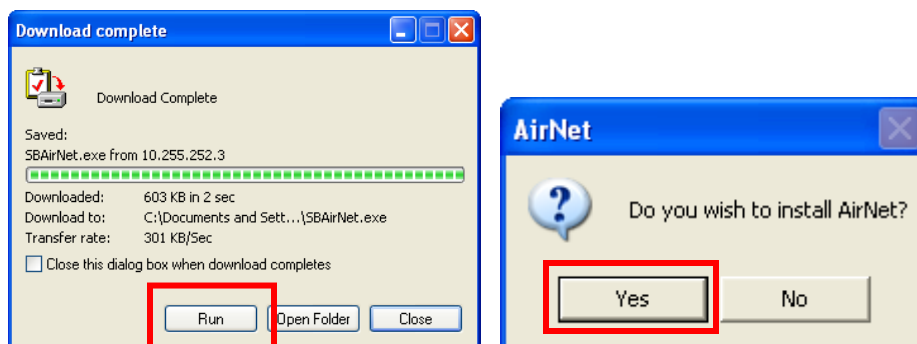 Download complete
Download Complete
Saved:
SBAirNet.exe from 10.255.252.3
Downloaded: 603 KB in 2 sec
Download to: C:\Documents and Sett...\SBAirNet.exe
Transfer rate: 301 KB/Sec
Close this dialog box when download completes
Run Open Folder Close
AirNet
Do you wish to install AirNet?
Yes No